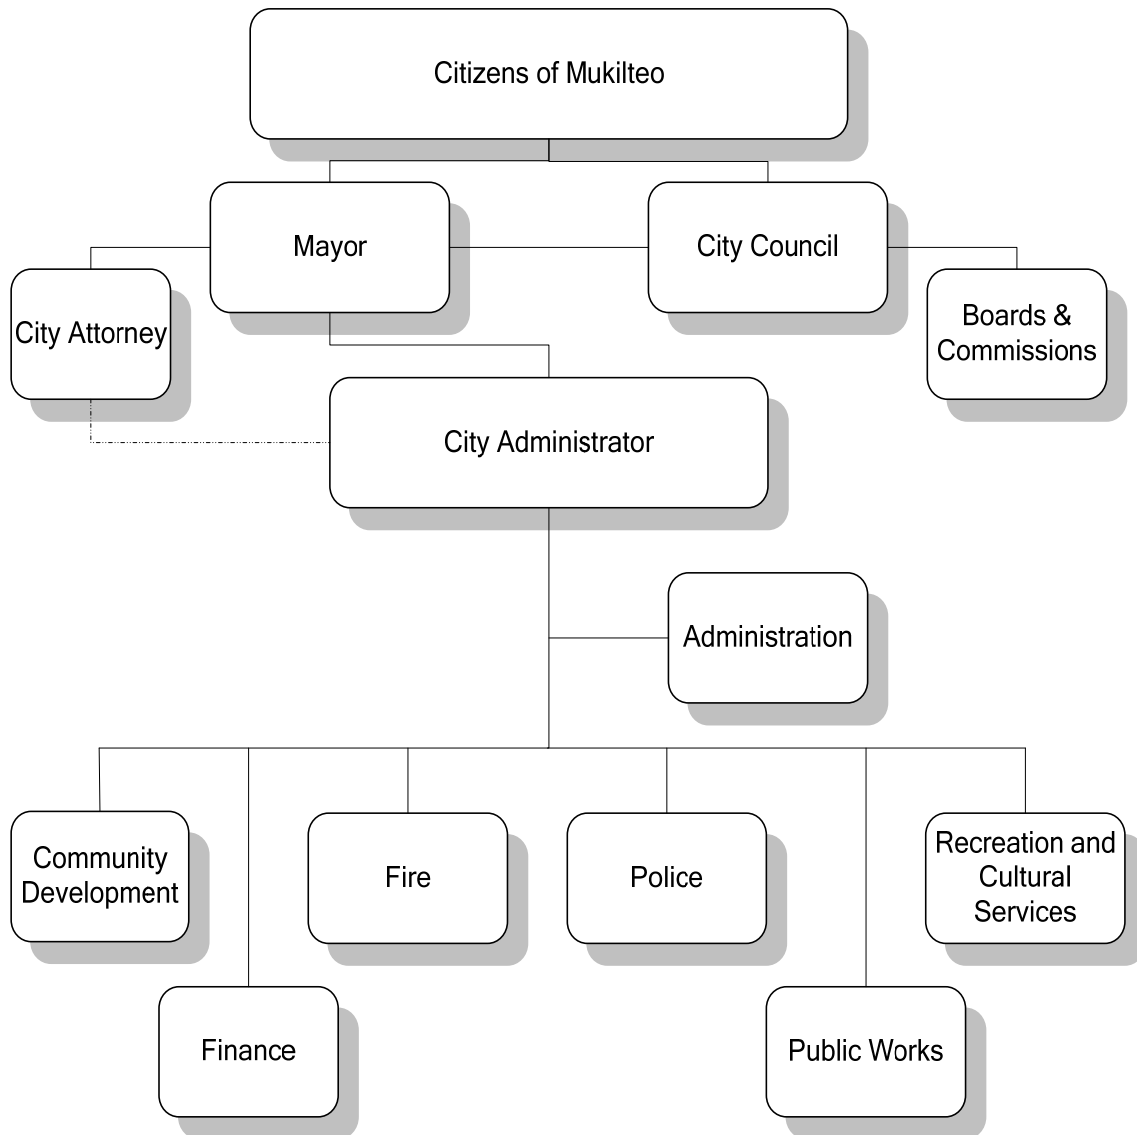 Citizens of Mukilteo
Mayor
City Council
City Attorney
Boards &
Commissions
City Administrator
Administration
Community
Development
Fire
Police
Recreation and
Cultural
Services
Finance
Public Works